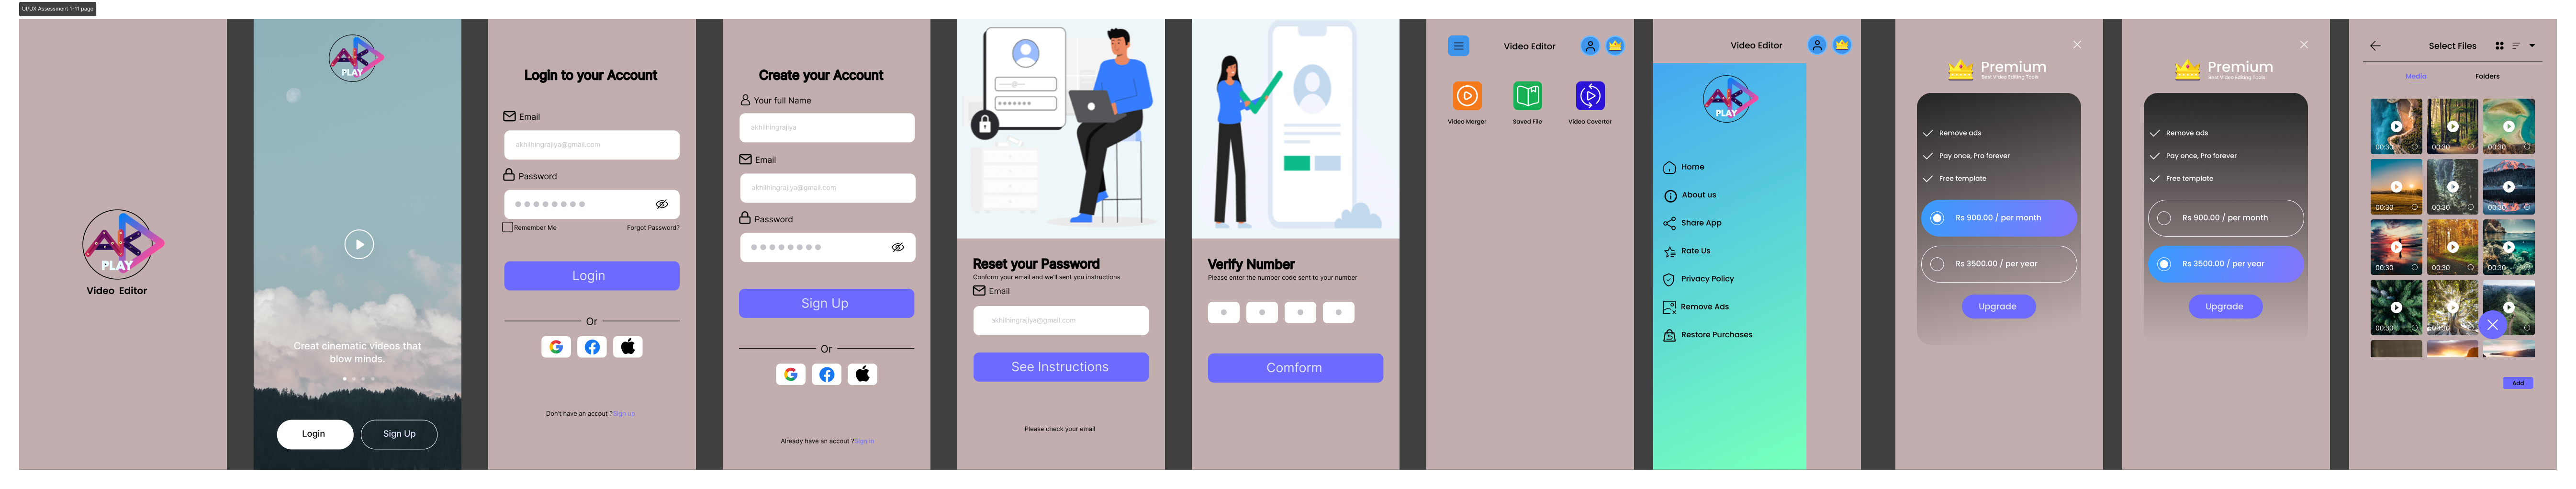 UI/UX Assessment 1-11 page
AK
PLAY
Video Editor
AK
PLAY
Creat cinematic videos that
blow minds.
Login
Sign Up
Login to your Account
Email
akhilhingrajiya@gmail.com
Password
Remember Me
Forgot Password?
Login
Or
Don't have an accout ?Sign up
Create your Account
Your full Name
akhilhingrajiya
Email
akhilhingrajiya@gmail.com
Password
Sign Up
Or
Already have an accout ?Sign in
Reset your Password
Conform your email and we'll sent you instructions
Email
akhilhingrajiya@gmail.com
See Instructions
Please check your email
Verify Number
Please enter the number code sent to your number
Comform
Video Editor
Video Merger
Saved File
Video Covertor
Video Editor
AK
PLAY
Home
About us
Share App
Rate Us
Privacy Policy
Remove Ads
Restore Purchases
Premium
Best Video Editing Tools
Remove ads
Pay once, Pro forever
Free template
Rs 900.00 / per month
Rs 3500.00 / per year
Upgrade
Premium
Best Video Editing Tools
Remove ads
Pay once, Pro forever
Free template
Rs 900.00 / per month
Rs 3500.00 / per year
Upgrade
Select Files
Media
Folders
00:30
00:30
00:30
00:30
00:30
00:30
00:30
00:30
00:30
00:30
00:30
00:30
Add